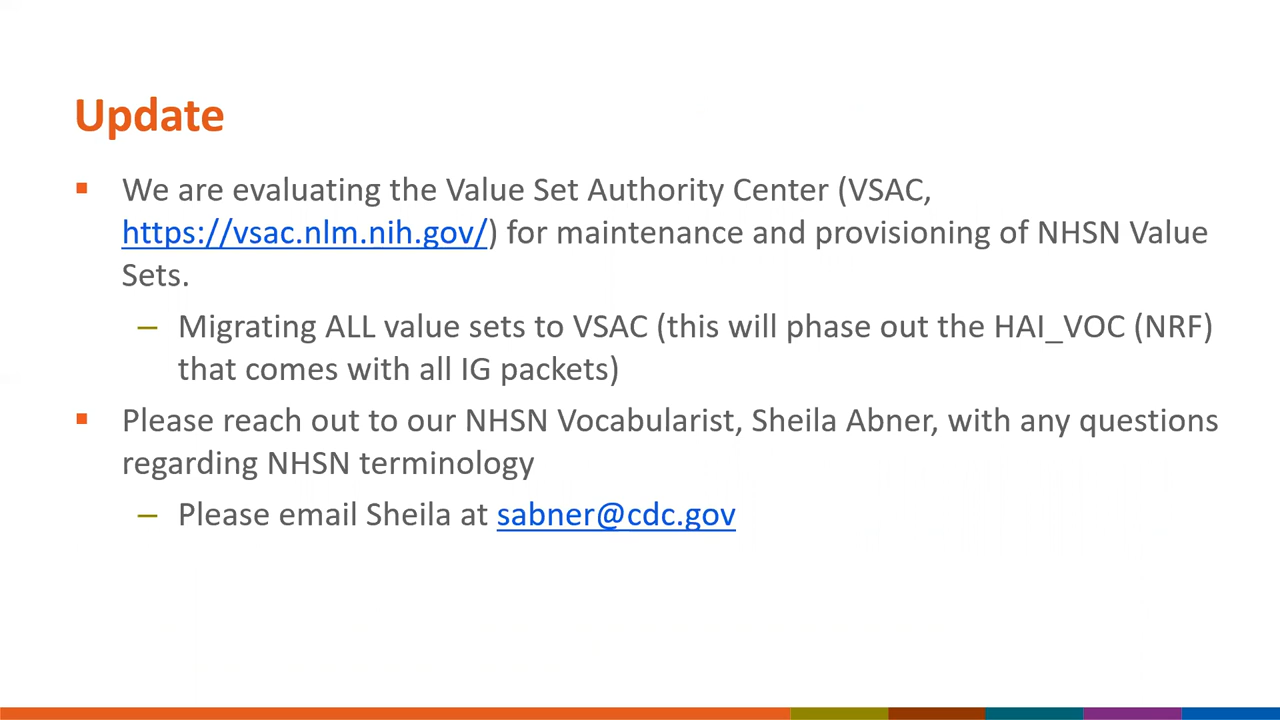 Update
We are evaluating the Value Set Authority Center (VSAC,
https://vsac.nlm.nih.gov/) for maintenance and provisioning of NHSN Value
Sets.
– Migrating ALL value sets to VSAC (this will phase out the HAI_VOC (NRF)
that comes with all IG packets)
Please reach out to our NHSN Vocabularist, Sheila Abner, with any questions
regarding NHSN terminology
– Please email Sheila at sabner@cdc.gov